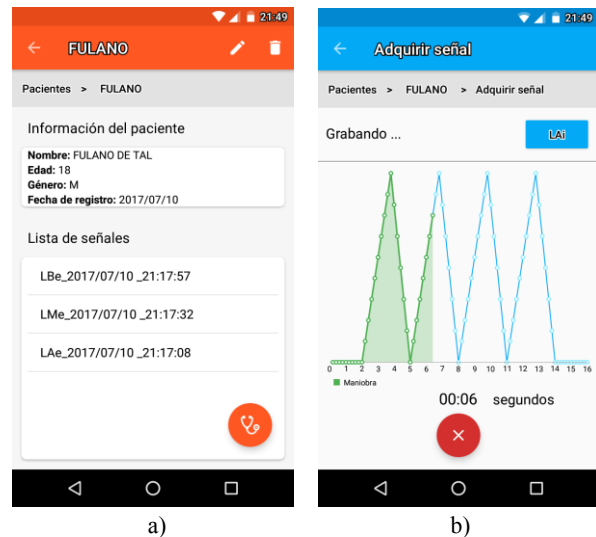 21:49
FULANO
Pacientes > FULANO
Información del paciente
Nombre: FULANO DE TAL
Edad: 18
Género: M
Fecha de registro: 2017/07/10
Lista de señales
LBe_2017/07/10 _21:17:57
LMe_2017/07/10 _21:17:32
LAe_2017/07/10 _21:17:08
a)
21:49
Adquirir señal
Pacientes > FULANO > Adquirir señal
Grabando ... LAi
0 1 2 3 4 5 6 7 8 9 10 11 12 13 14 15 16
Maniobra
00:06 segundos
b)